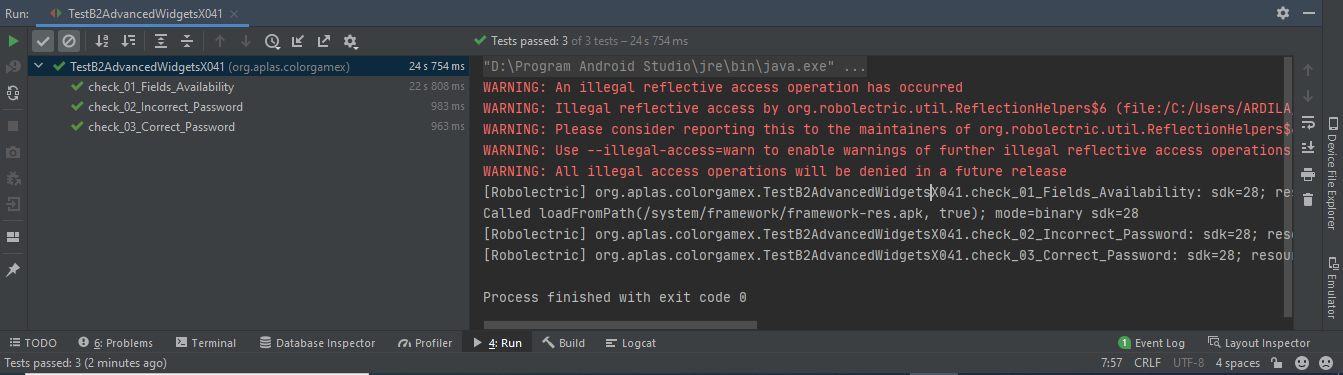 Run: TestB2AdvancedWidgetsX041
Tests passed: 3 of 3 tests – 24 s 754 ms
TestB2AdvancedWidgetsX041 (org.aplas.colorgamex) 24 s 754 ms
check_01_Fields_Availability 22 s 808 ms
check_02_Incorrect_Password 983 ms
check_03_Correct_Password 963 ms
"D:\Program Android Studio\jre\bin\java.exe" ...
WARNING: An illegal reflective access operation has occurred
WARNING: Illegal reflective access by org.robolectric.util.ReflectionHelpers$6 (file:/C:/Users/ARDILA
WARNING: Please consider reporting this to the maintainers of org.robolectric.util.ReflectionHelpers$
WARNING: Use --illegal-access=warn to enable warnings of further illegal reflective access operations
WARNING: All illegal access operations will be denied in a future release
[Robolectric] org.aplas.colorgamex.TestB2AdvancedWidgetsX041.check_01_Fields_Availability: sdk=28; res
Called loadFromPath(/system/framework/framework-res.apk, true); mode=binary sdk=28
[Robolectric] org.aplas.colorgamex.TestB2AdvancedWidgetsX041.check_02_Incorrect_Password: sdk=28; reso
[Robolectric] org.aplas.colorgamex.TestB2AdvancedWidgetsX041.check_03_Correct_Password: sdk=28; resou
Process finished with exit code 0
Device File Explorer
Emulator
TODO 6: Problems Terminal Database Inspector Profiler 4: Run Build Logcat 1 Event Log Layout Inspector
Tests passed: 3 (2 minutes ago) 7:57 CRLF UTF-8 4 spaces